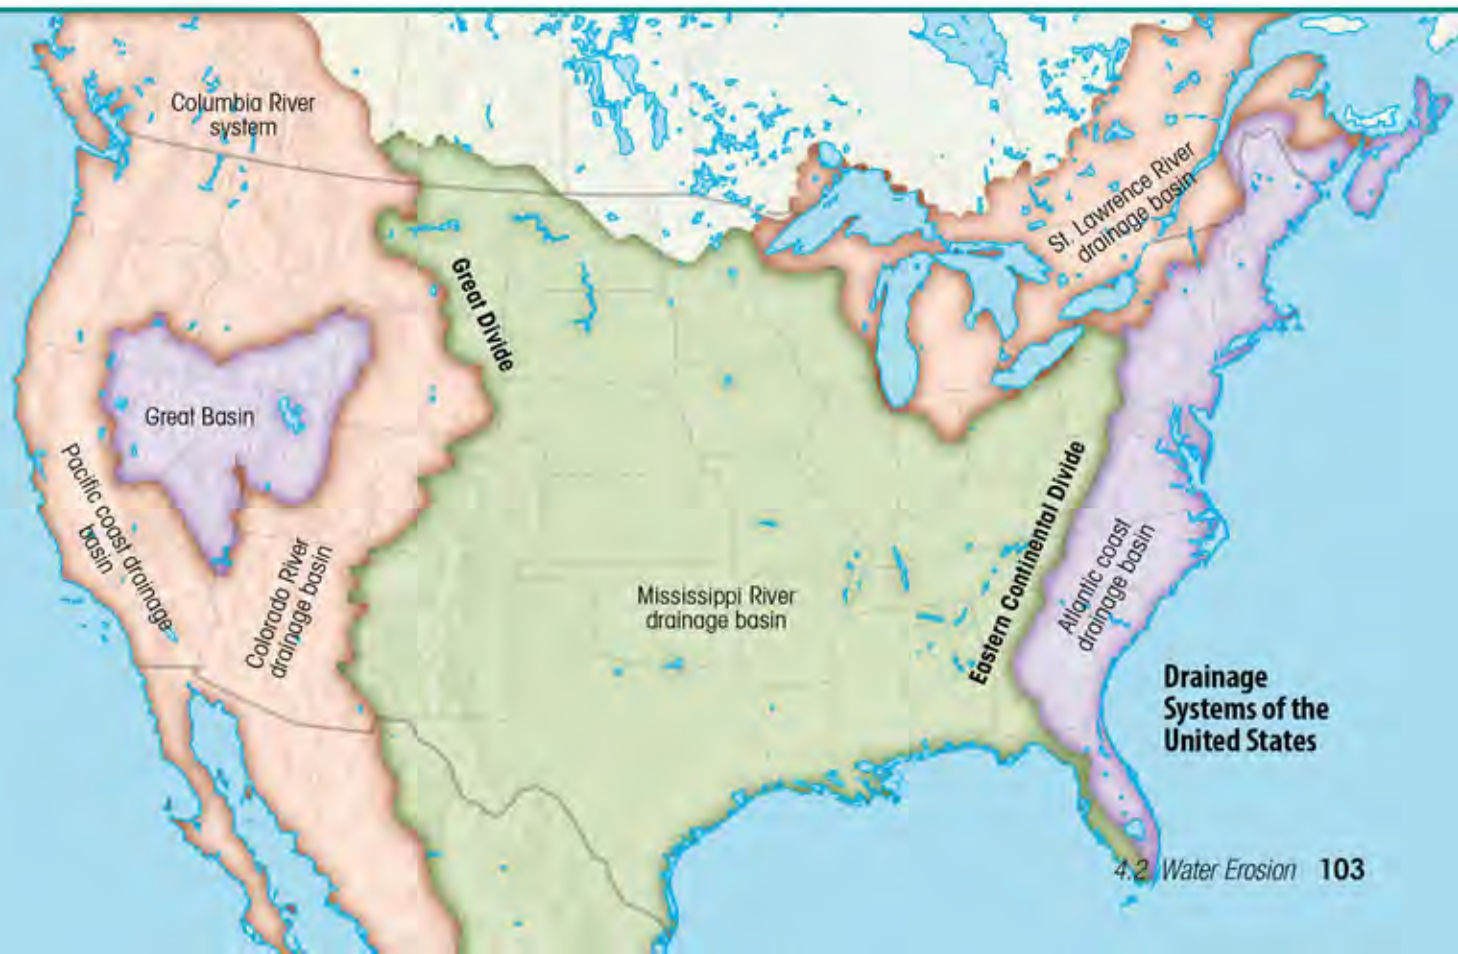 Columbia River
system
Great Divide
Great Basin
Pacific coast drainage
basin
Colorado River
drainage basin
Mississippi River
drainage basin
St. Lawrence River
drainage basin
Eastern Continental Divide
Atlantic coast
drainage basin
Drainage
Systems of the
United States
4.2 Water Erosion 103